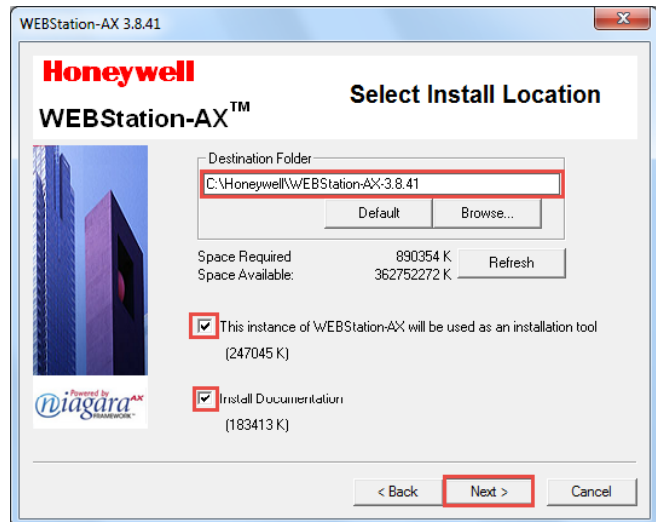 WEBStation-AX 3.8.41
Honeywell
WEBStation-AX™
Select Install Location
Destination Folder
C:\Honeywell\WEBStation-AX-3.8.41
Default Browse...
Space Required 890354 K
Space Available: 362752272 K
Refresh
This instance of WEBStation-AX will be used as an installation tool
(247045 K)
Install Documentation
(183413 K)
Powered by
niagara AX
FRAMEWORK
< Back Next > Cancel